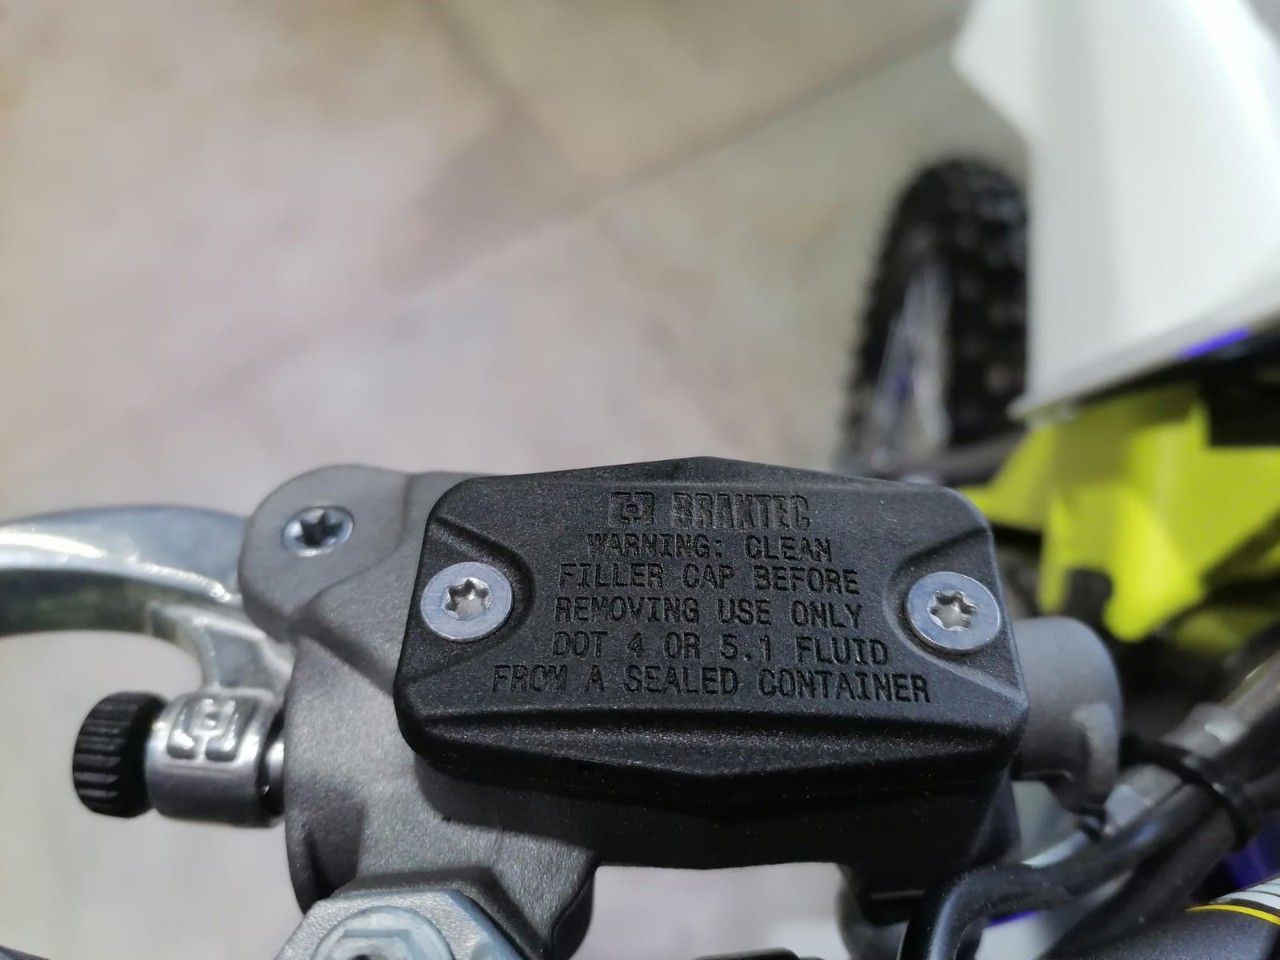 BRAKTEC
WARNING: CLEAN
FILLER CAP BEFORE
REMOVING USE ONLY
DOT 4 OR 5.1 FLUID
FROM A SEALED CONTAINER